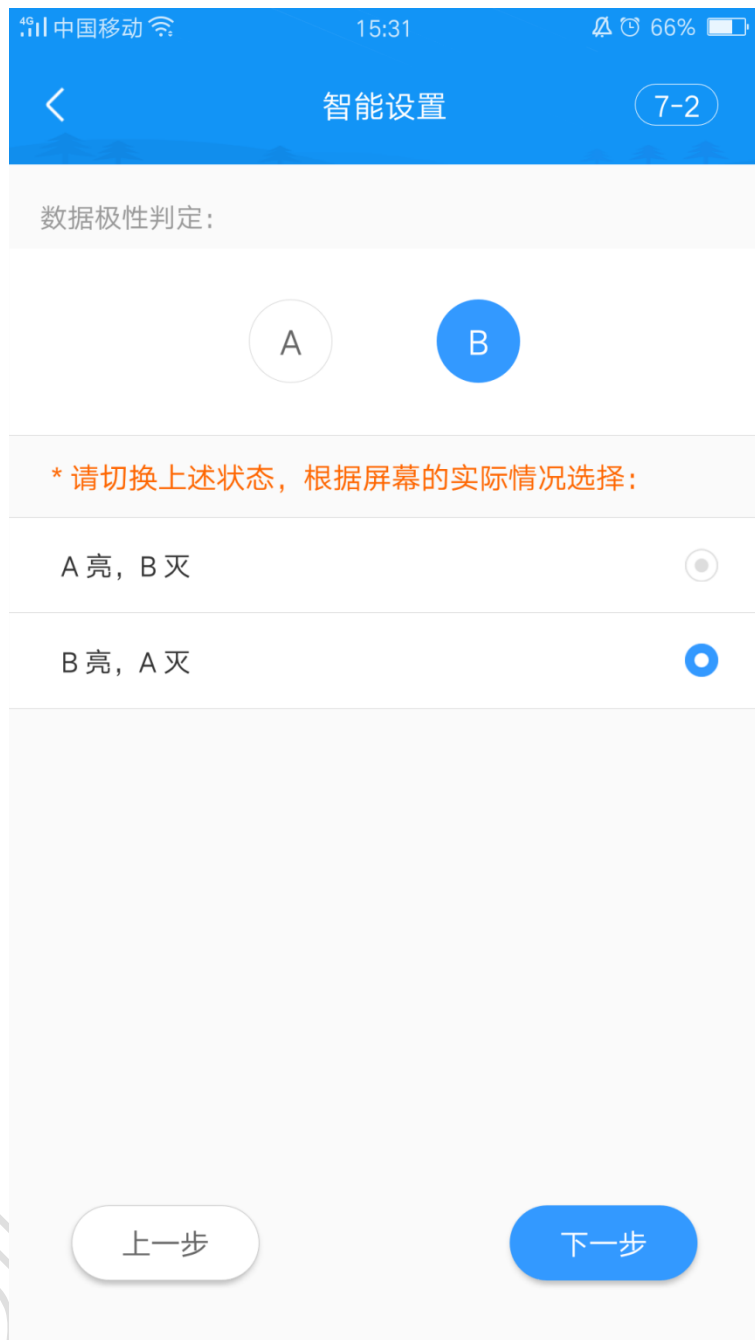 4G 中国移动 15:31 66%
智能设置 7-2
数据极性判定:
A B
* 请切换上述状态，根据屏幕的实际情况选择:
A 亮，B 灭
B 亮，A 灭
上一步 下一步